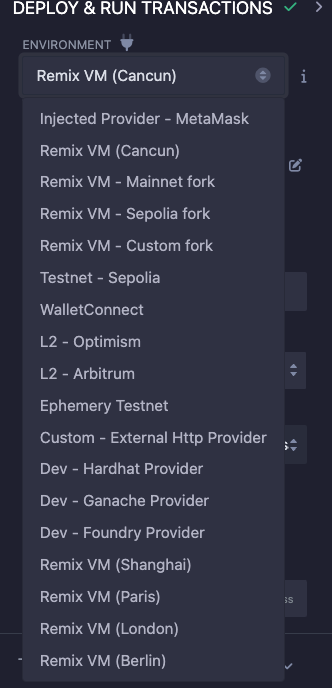 DEPLOY & RUN TRANSACTIONS
ENVIRONMENT
Remix VM (Cancun)
Injected Provider - MetaMask
Remix VM (Cancun)
Remix VM - Mainnet fork
Remix VM - Sepolia fork
Remix VM - Custom fork
Testnet - Sepolia
WalletConnect
L2 - Optimism
L2 - Arbitrum
Ephemery Testnet
Custom - External Http Provider
Dev - Hardhat Provider
Dev - Ganache Provider
Dev - Foundry Provider
Remix VM (Shanghai)
Remix VM (Paris)
Remix VM (London)
Remix VM (Berlin)